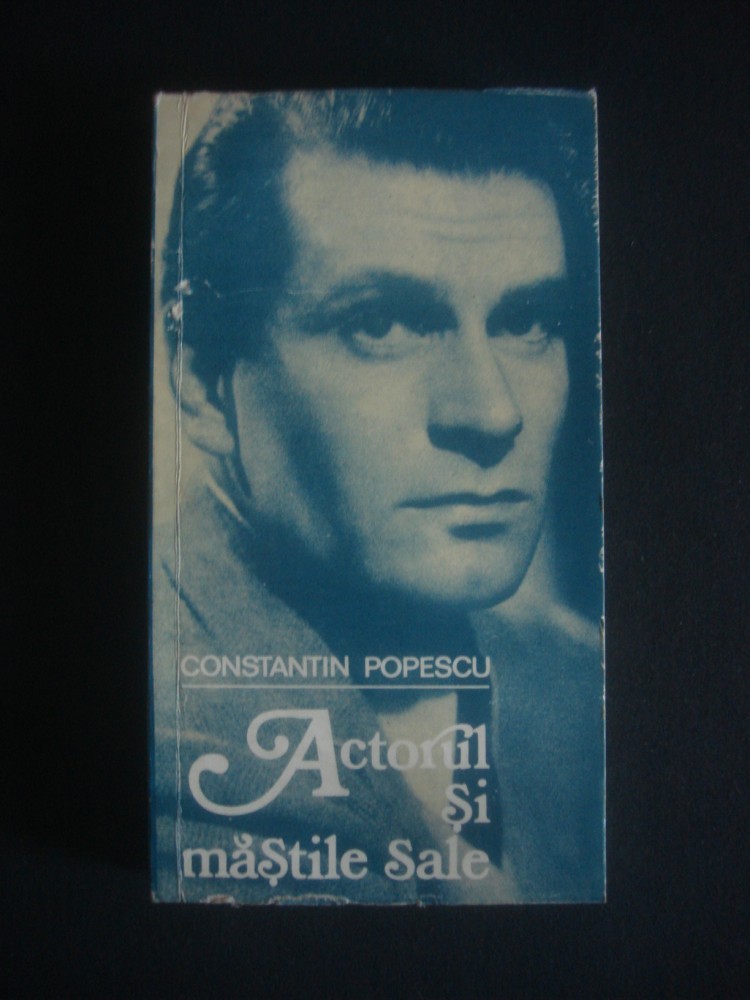 CONSTANTIN POPESCU
Actorul
și
măștile sale